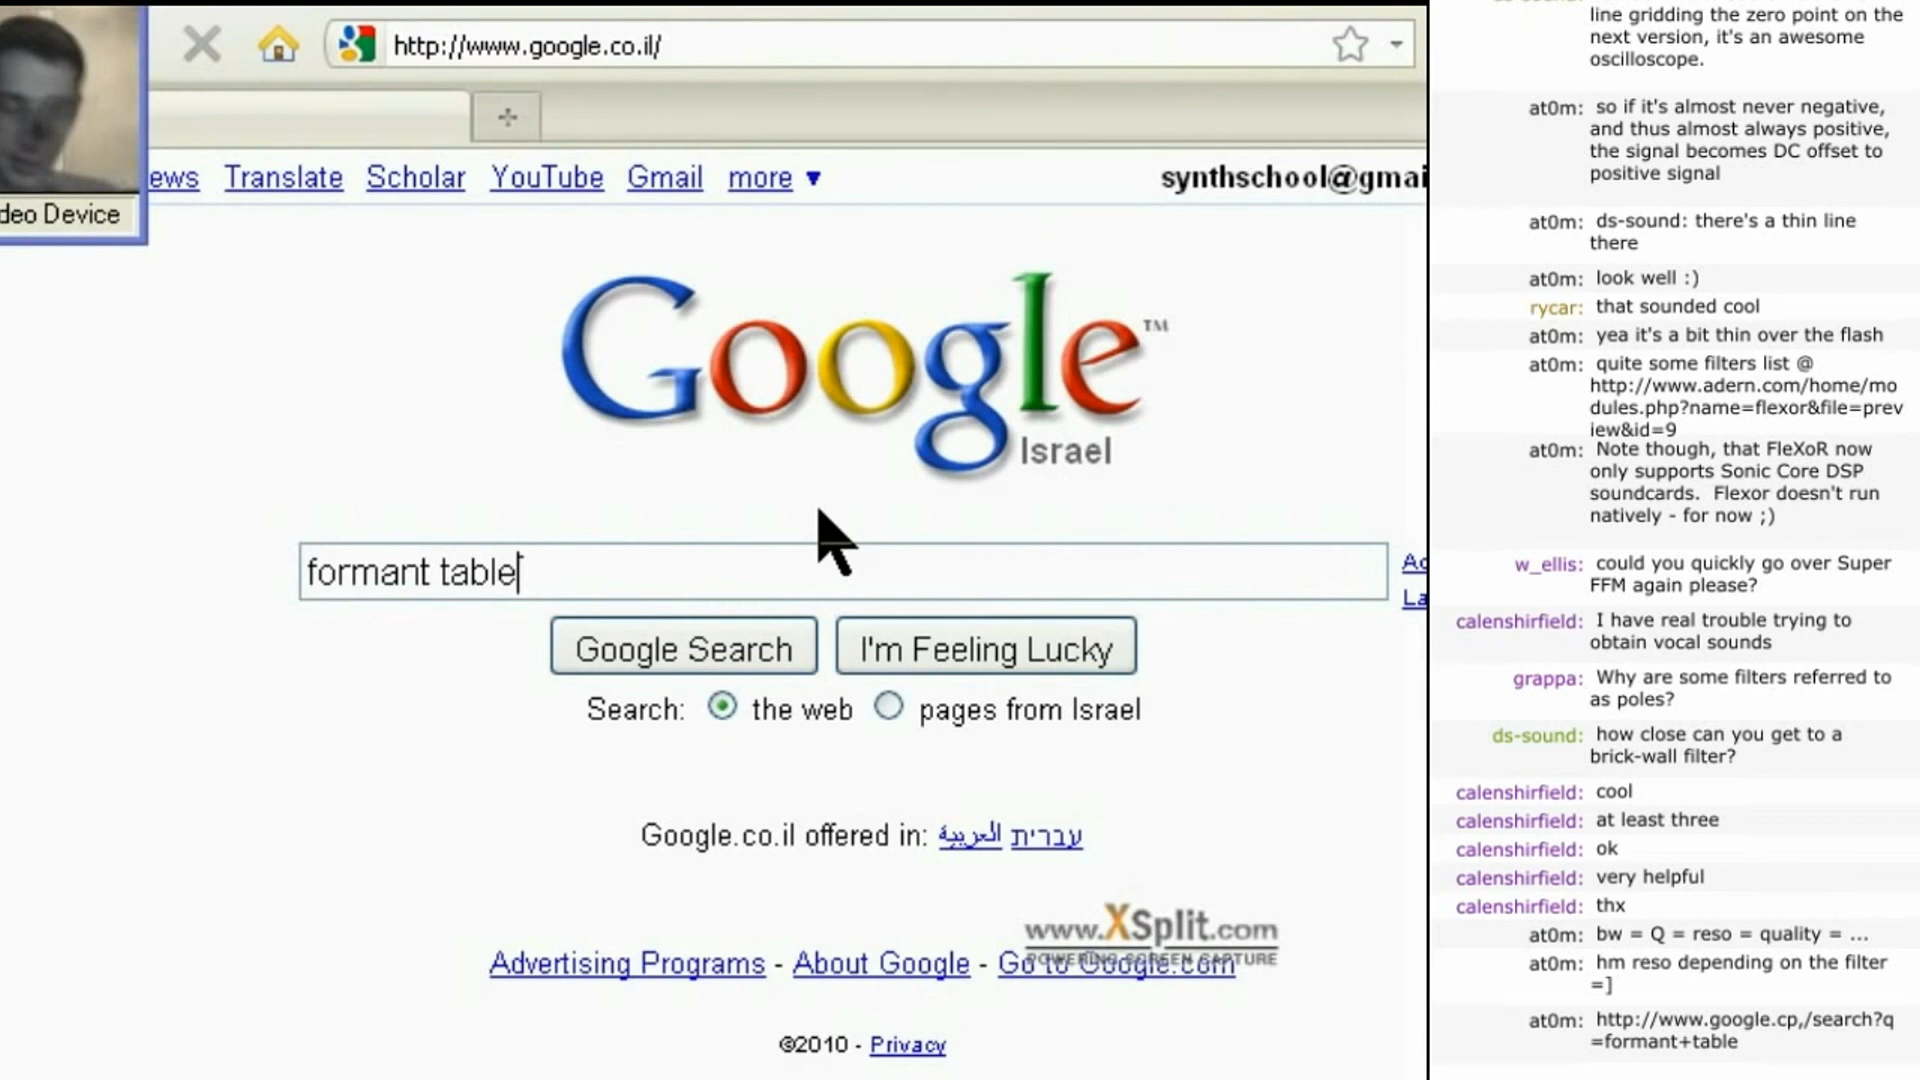 http://www.google.co.il/
ews Translate Scholar YouTube Gmail more ▼
synthschool@gmai
deo Device
Google™
Israel
formant table
Google Search
I'm Feeling Lucky
Search: the web pages from Israel
Google.co.il offered in: العربية עברית
www.XSplit.com
POWERING SCREEN CAPTURE
Advertising Programs - About Google - Go to Google.com
©2010 - Privacy
line gridding the zero point on the
next version, it's an awesome
oscilloscope.
at0m: so if it's almost never negative,
and thus almost always positive,
the signal becomes DC offset to
positive signal
at0m: ds-sound: there's a thin line
there
at0m: look well :)
rycar: that sounded cool
at0m: yea it's a bit thin over the flash
at0m: quite some filters list @
http://www.adern.com/home/mo
dules.php?name=flexor&file=prev
iew&id=9
at0m: Note though, that FleXoR now
only supports Sonic Core DSP
soundcards. Flexor doesn't run
natively - for now ;)
w_ellis: could you quickly go over Super
FFM again please?
calenshirfield: I have real trouble trying to
obtain vocal sounds
grappa: Why are some filters referred to
as poles?
ds-sound: how close can you get to a
brick-wall filter?
calenshirfield: cool
calenshirfield: at least three
calenshirfield: ok
calenshirfield: very helpful
calenshirfield: thx
at0m: bw = Q = reso = quality = ...
at0m: hm reso depending on the filter
=]
at0m: http://www.google.cp,/search?q
=formant+table